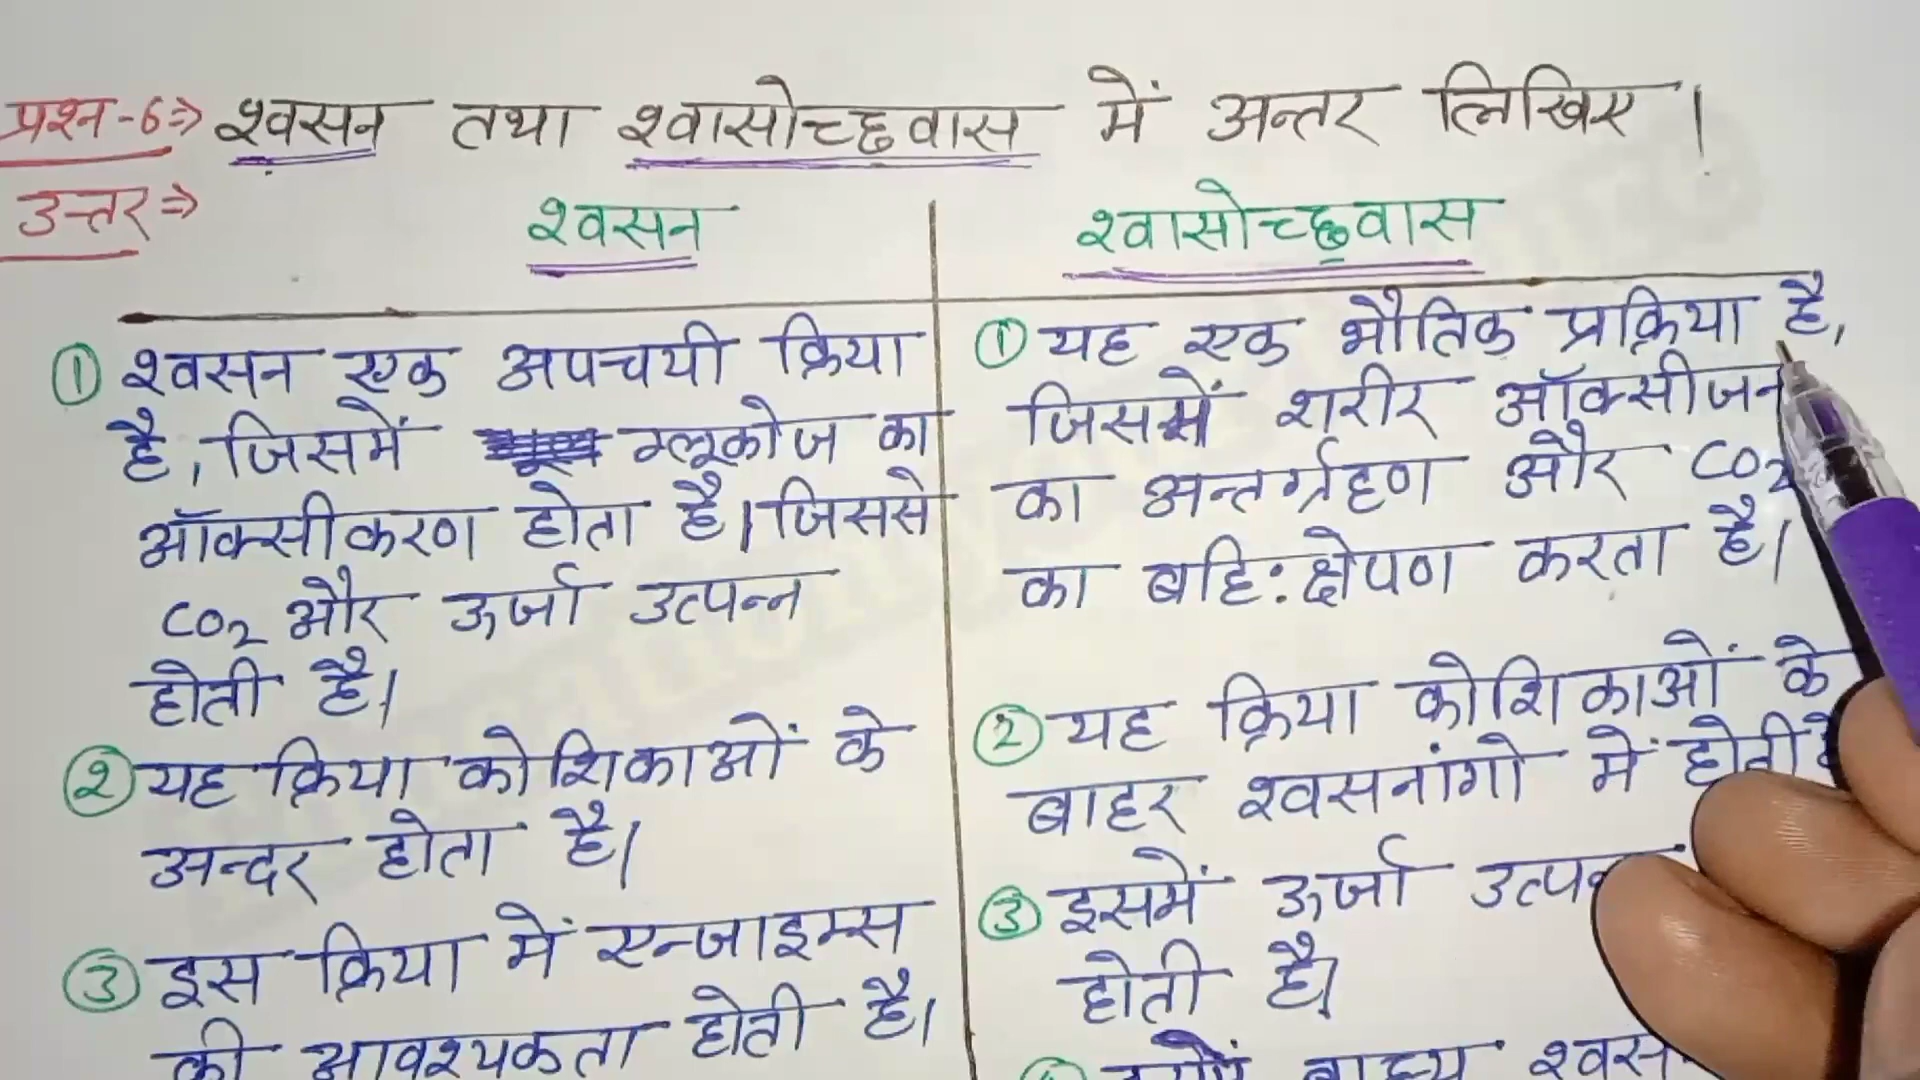 प्रश्न-6⇒ श्वसन तथा श्वासोच्छ्वास में अन्तर लिखिए।
उत्तर⇒
श्वसन
① श्वसन एक अपचयी क्रिया
है, जिसमें ग्लूकोज का
ऑक्सीकरण होता है। जिससे
CO₂ और ऊर्जा उत्पन्न
होती है।
② यह क्रिया कोशिकाओं के
अन्दर होता है।
③ इस क्रिया में एन्जाइम्स
की आवश्यकता होती है।
श्वासोच्छ्वास
① यह एक भौतिक प्रक्रिया है,
जिसमें शरीर ऑक्सीजन
का अन्तर्ग्रहण और CO₂
का बहि:क्षेपण करता है।
② यह क्रिया कोशिकाओं के
बाहर श्वसनांगो में होती
③ इसमें ऊर्जा
होती है।
बाह्य